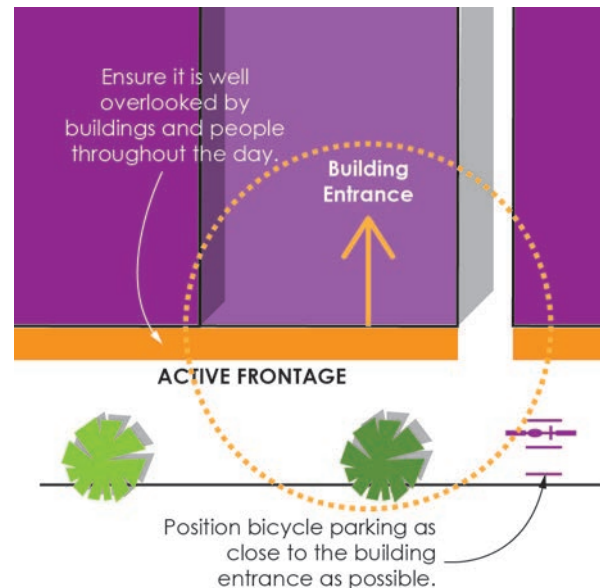 Ensure it is well
overlooked by
buildings and people
throughout the day.
Building
Entrance
ACTIVE FRONTAGE
Position bicycle parking as
close to the building
entrance as possible.